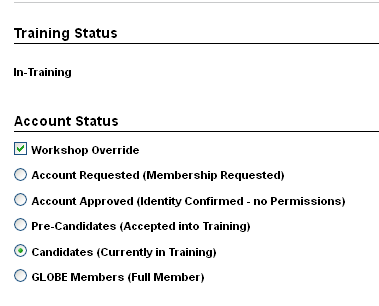 Training Status
In-Training
Account Status
Workshop Override
Account Requested (Membership Requested)
Account Approved (Identity Confirmed - no Permissions)
Pre-Candidates (Accepted into Training)
Candidates (Currently in Training)
GLOBE Members (Full Member)